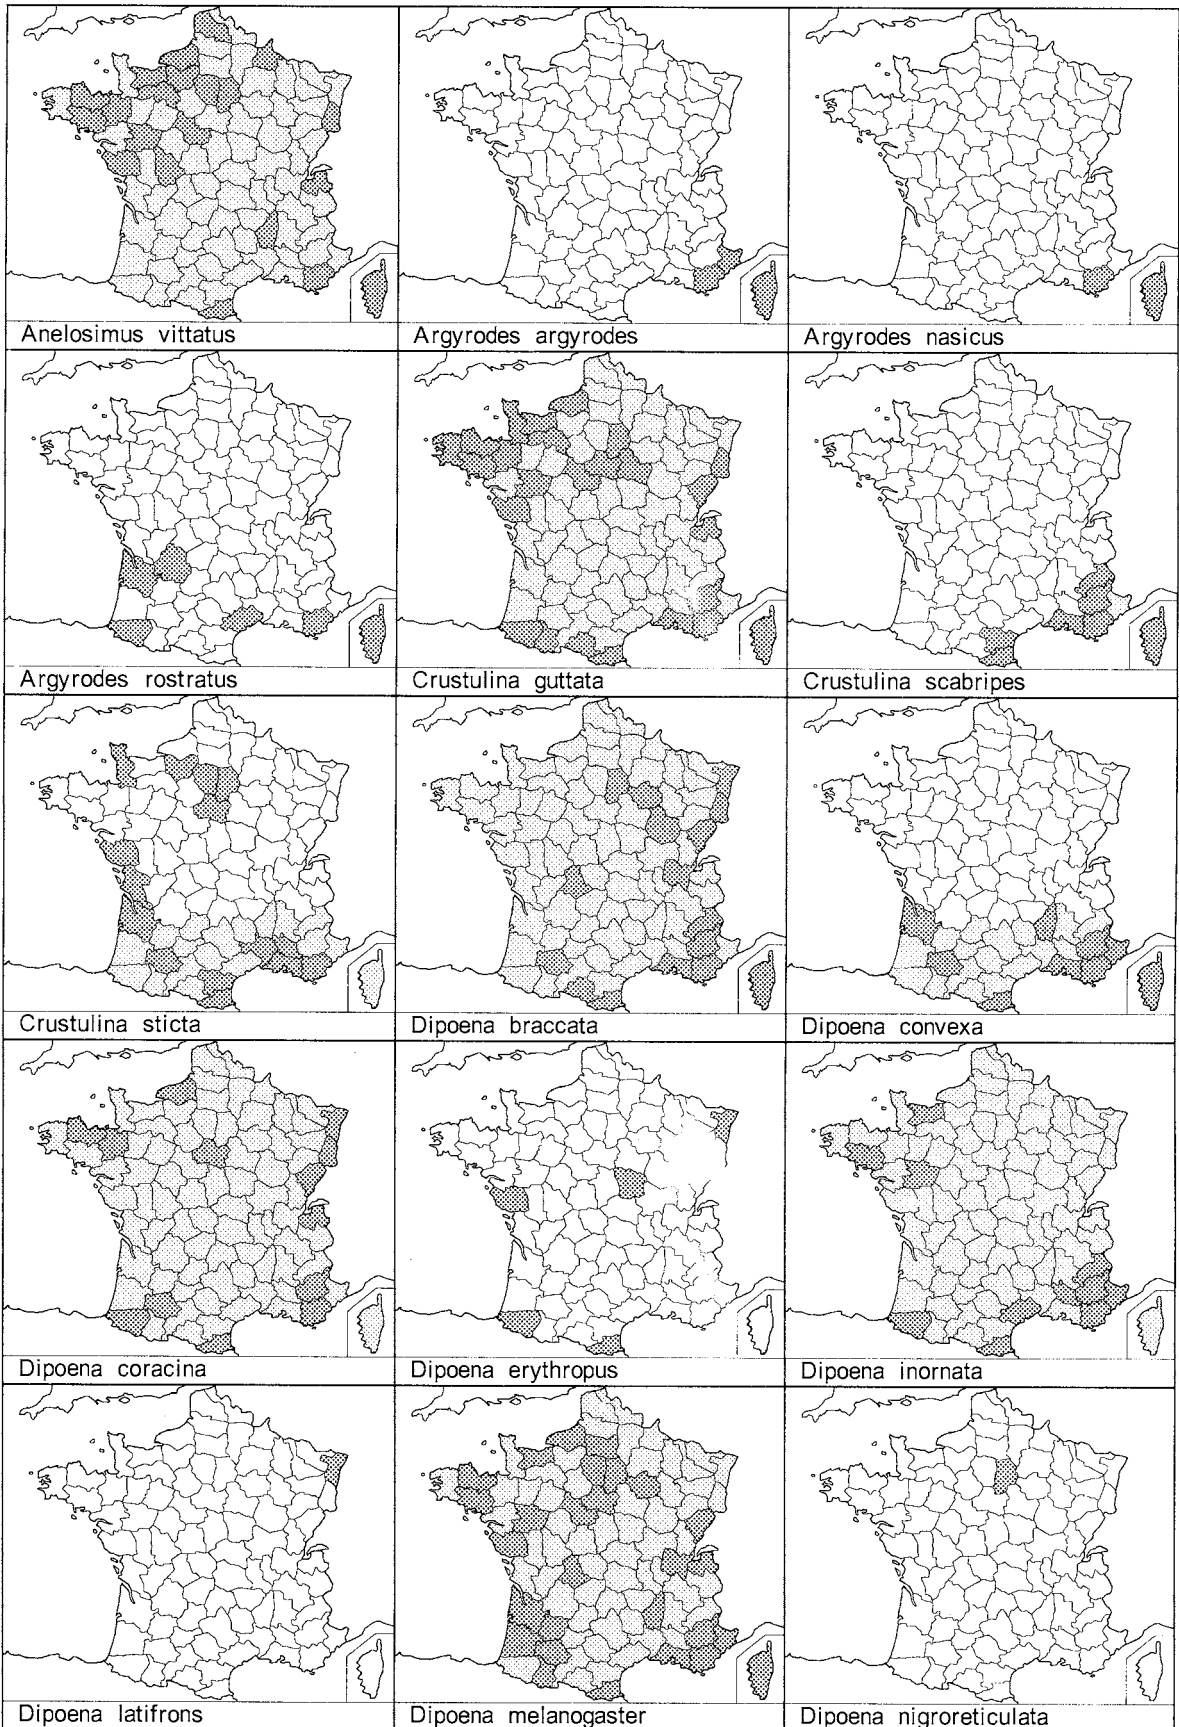 Anelosimus vittatus
Argyrodes argyrodes
Argyrodes nasicus
Argyrodes rostratus
Crustulina guttata
Crustulina scabripes
Crustulina sticta
Dipoena braccata
Dipoena convexa
Dipoena coracina
Dipoena erythropus
Dipoena inornata
Dipoena latifrons
Dipoena melanogaster
Dipoena nigroreticulata